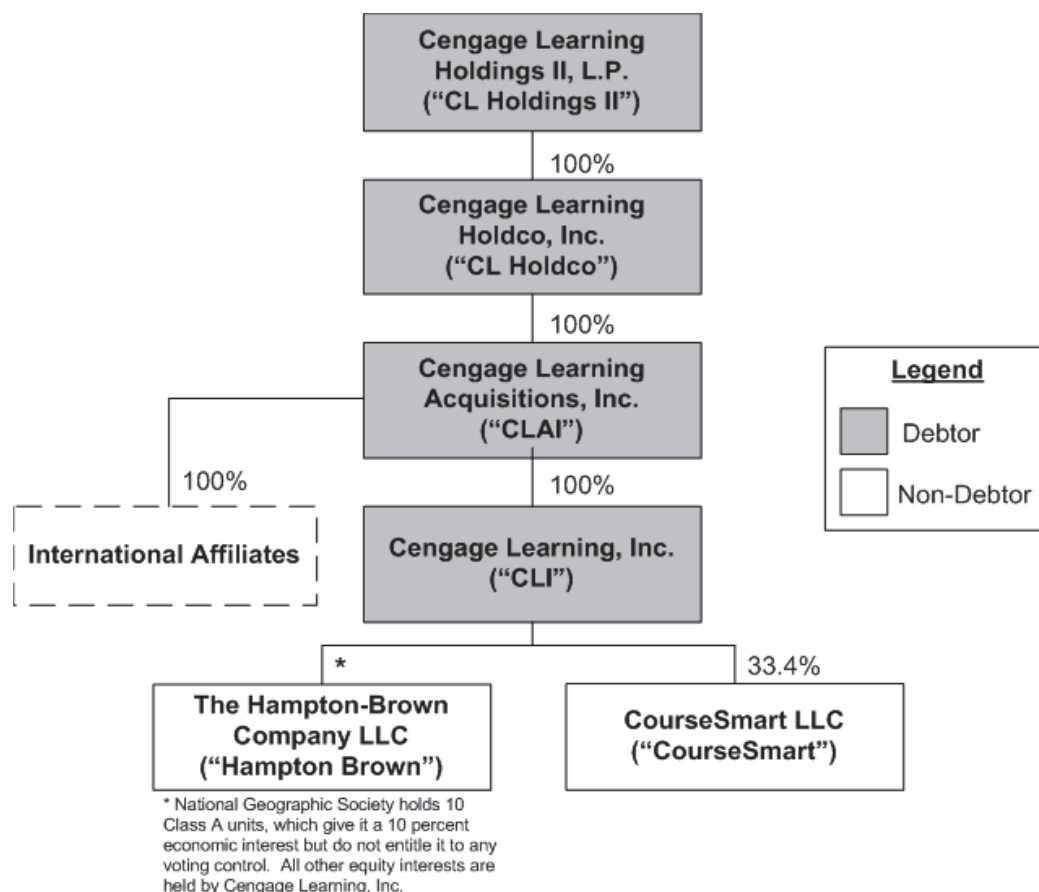 Cengage Learning
Holdings II, L.P.
(“CL Holdings II”)
100%
Cengage Learning
Holdco, Inc.
(“CL Holdco”)
100%
Cengage Learning
Acquisitions, Inc.
(“CLAI”)
Legend
Debtor
Non-Debtor
100%
100%
International Affiliates
Cengage Learning, Inc.
(“CLI”)
*
33.4%
The Hampton-Brown
Company LLC
(“Hampton Brown”)
CourseSmart LLC
(“CourseSmart”)
* National Geographic Society holds 10
Class A units, which give it a 10 percent
economic interest but do not entitle it to any
voting control.  All other equity interests are
held by Cengage Learning, Inc.